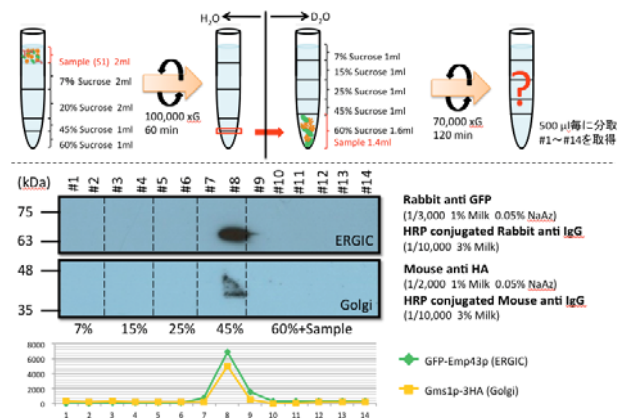 H₂O
D₂O
Sample (S1) 2ml
7% Sucrose 2ml
20% Sucrose 2ml
45% Sucrose 1ml
60% Sucrose 1ml
100,000 xG
60 min
7% Sucrose 1ml
15% Sucrose 1ml
25% Sucrose 1ml
45% Sucrose 1ml
60% Sucrose 1.6ml
Sample 1.4ml
70,000 xG
120 min
?
500 µl毎に分取
#1〜#14を取得
(kDa)
#1 #2 #3 #4 #5 #6 #7 #8 #9 #10 #11 #12 #13 #14
75
63
ERGIC
48
35
Golgi
7% 15% 25% 45% 60%+Sample
Rabbit anti GFP
(1/3,000 1% Milk 0.05% NaAz)
HRP conjugated Rabbit anti IgG
(1/10,000 3% Milk)
Mouse anti HA
(1/2,000 1% Milk 0.05% NaAz)
HRP conjugated Mouse anti IgG
(1/10,000 3% Milk)
8000
6000
4000
2000
0
1 2 3 4 5 6 7 8 9 10 11 12 13 14
GFP-Emp43p (ERGIC)
Gms1p-3HA (Golgi)